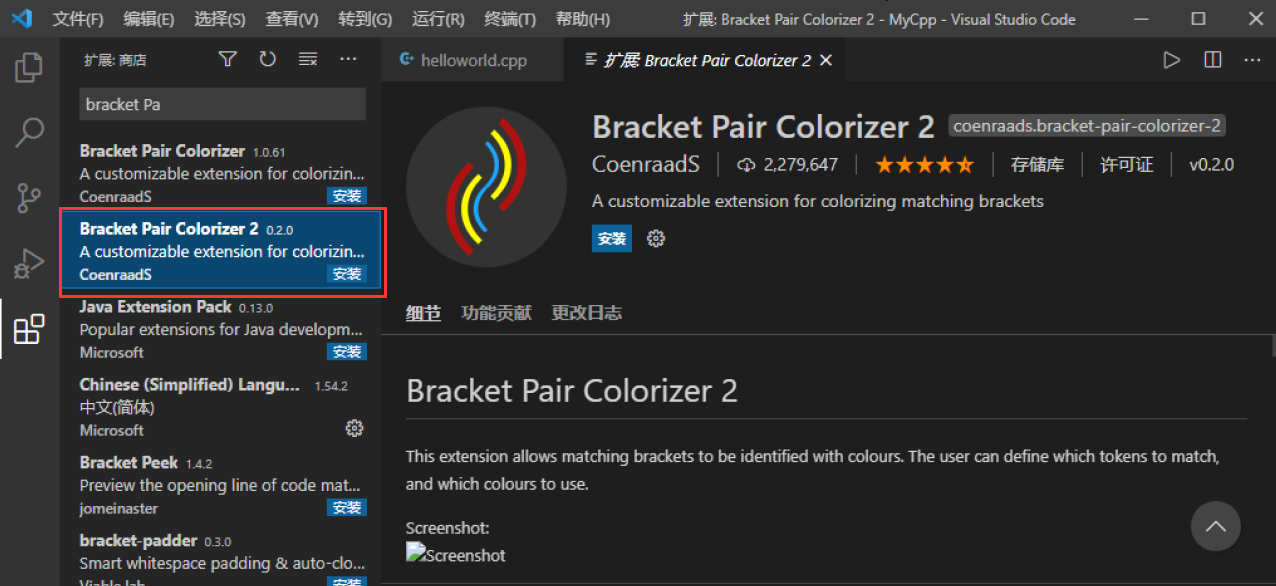 文件(F) 编辑(E) 选择(S) 查看(V) 转到(G) 运行(R) 终端(T) 帮助(H) 扩展: Bracket Pair Colorizer 2 - MyCpp - Visual Studio Code
扩展: 商店
helloworld.cpp
扩展: Bracket Pair Colorizer 2
bracket Pa
Bracket Pair Colorizer 1.0.61
A customizable extension for colorizin...
CoenraadS 安装
Bracket Pair Colorizer 2 0.2.0
A customizable extension for colorizin...
CoenraadS 安装
Java Extension Pack 0.13.0
Popular extensions for Java developm...
Microsoft 安装
Chinese (Simplified) Langu... 1.54.2
中文(简体)
Microsoft
Bracket Peek 1.4.2
Preview the opening line of code mat...
jomeinaster 安装
bracket-padder 0.3.0
Smart whitespace padding & auto-clo...
Viable lab 安装
Bracket Pair Colorizer 2 coenraads.bracket-pair-colorizer-2
CoenraadS 2,279,647 存储库 许可证 v0.2.0
A customizable extension for colorizing matching brackets
安装
细节 功能贡献 更改日志
Bracket Pair Colorizer 2
This extension allows matching brackets to be identified with colours. The user can define which tokens to match,
and which colours to use.
Screenshot:
Screenshot